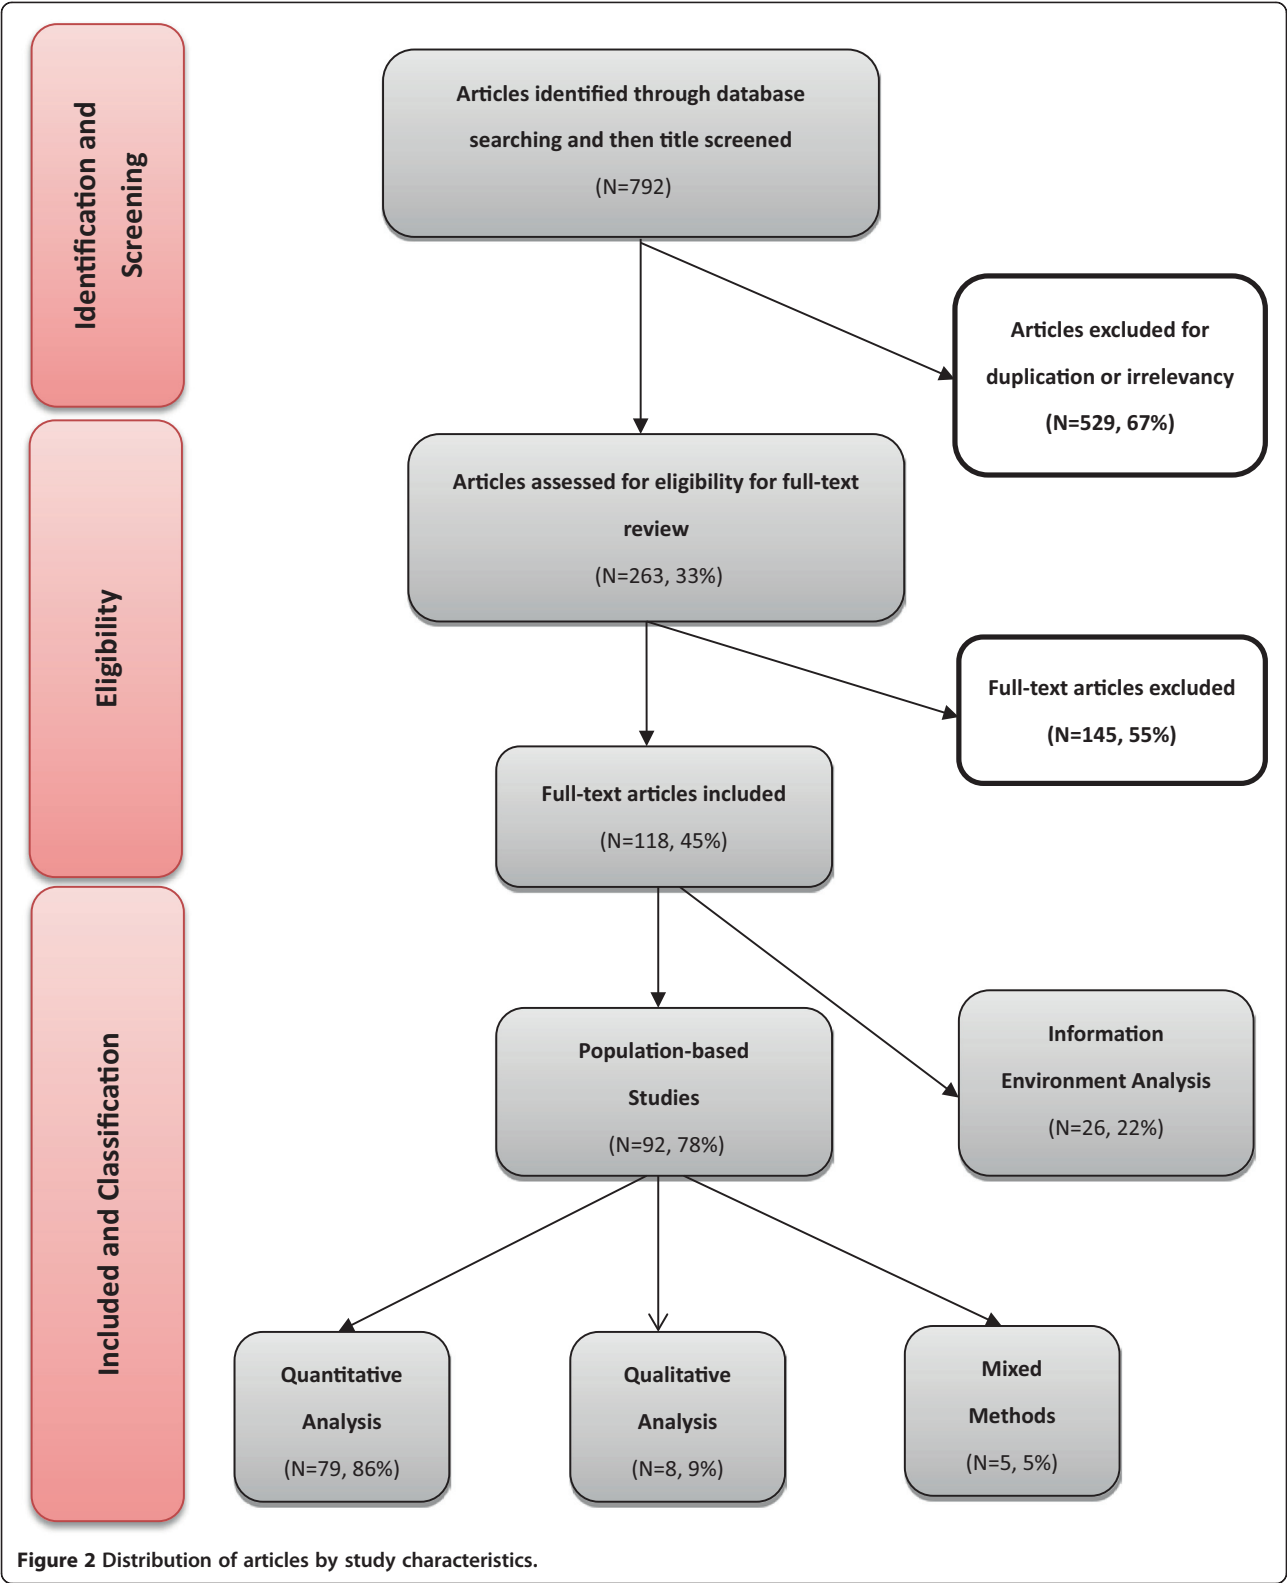 Identification and
Screening
Articles identified through database
searching and then title screened
(N=792)
Articles excluded for
duplication or irrelevancy
(N=529, 67%)
Eligibility
Articles assessed for eligibility for full-text
review
(N=263, 33%)
Full-text articles excluded
(N=145, 55%)
Full-text articles included
(N=118, 45%)
Included and Classification
Population-based
Studies
(N=92, 78%)
Information
Environment Analysis
(N=26, 22%)
Quantitative
Analysis
(N=79, 86%)
Qualitative
Analysis
(N=8, 9%)
Mixed
Methods
(N=5, 5%)
Figure 2 Distribution of articles by study characteristics.